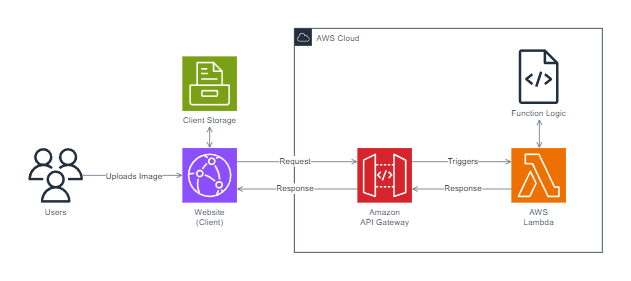 AWS Cloud
Client Storage
Function Logic
Uploads Image
Request
Triggers
Response
Response
Users
Website
(Client)
Amazon
API Gateway
AWS
Lambda